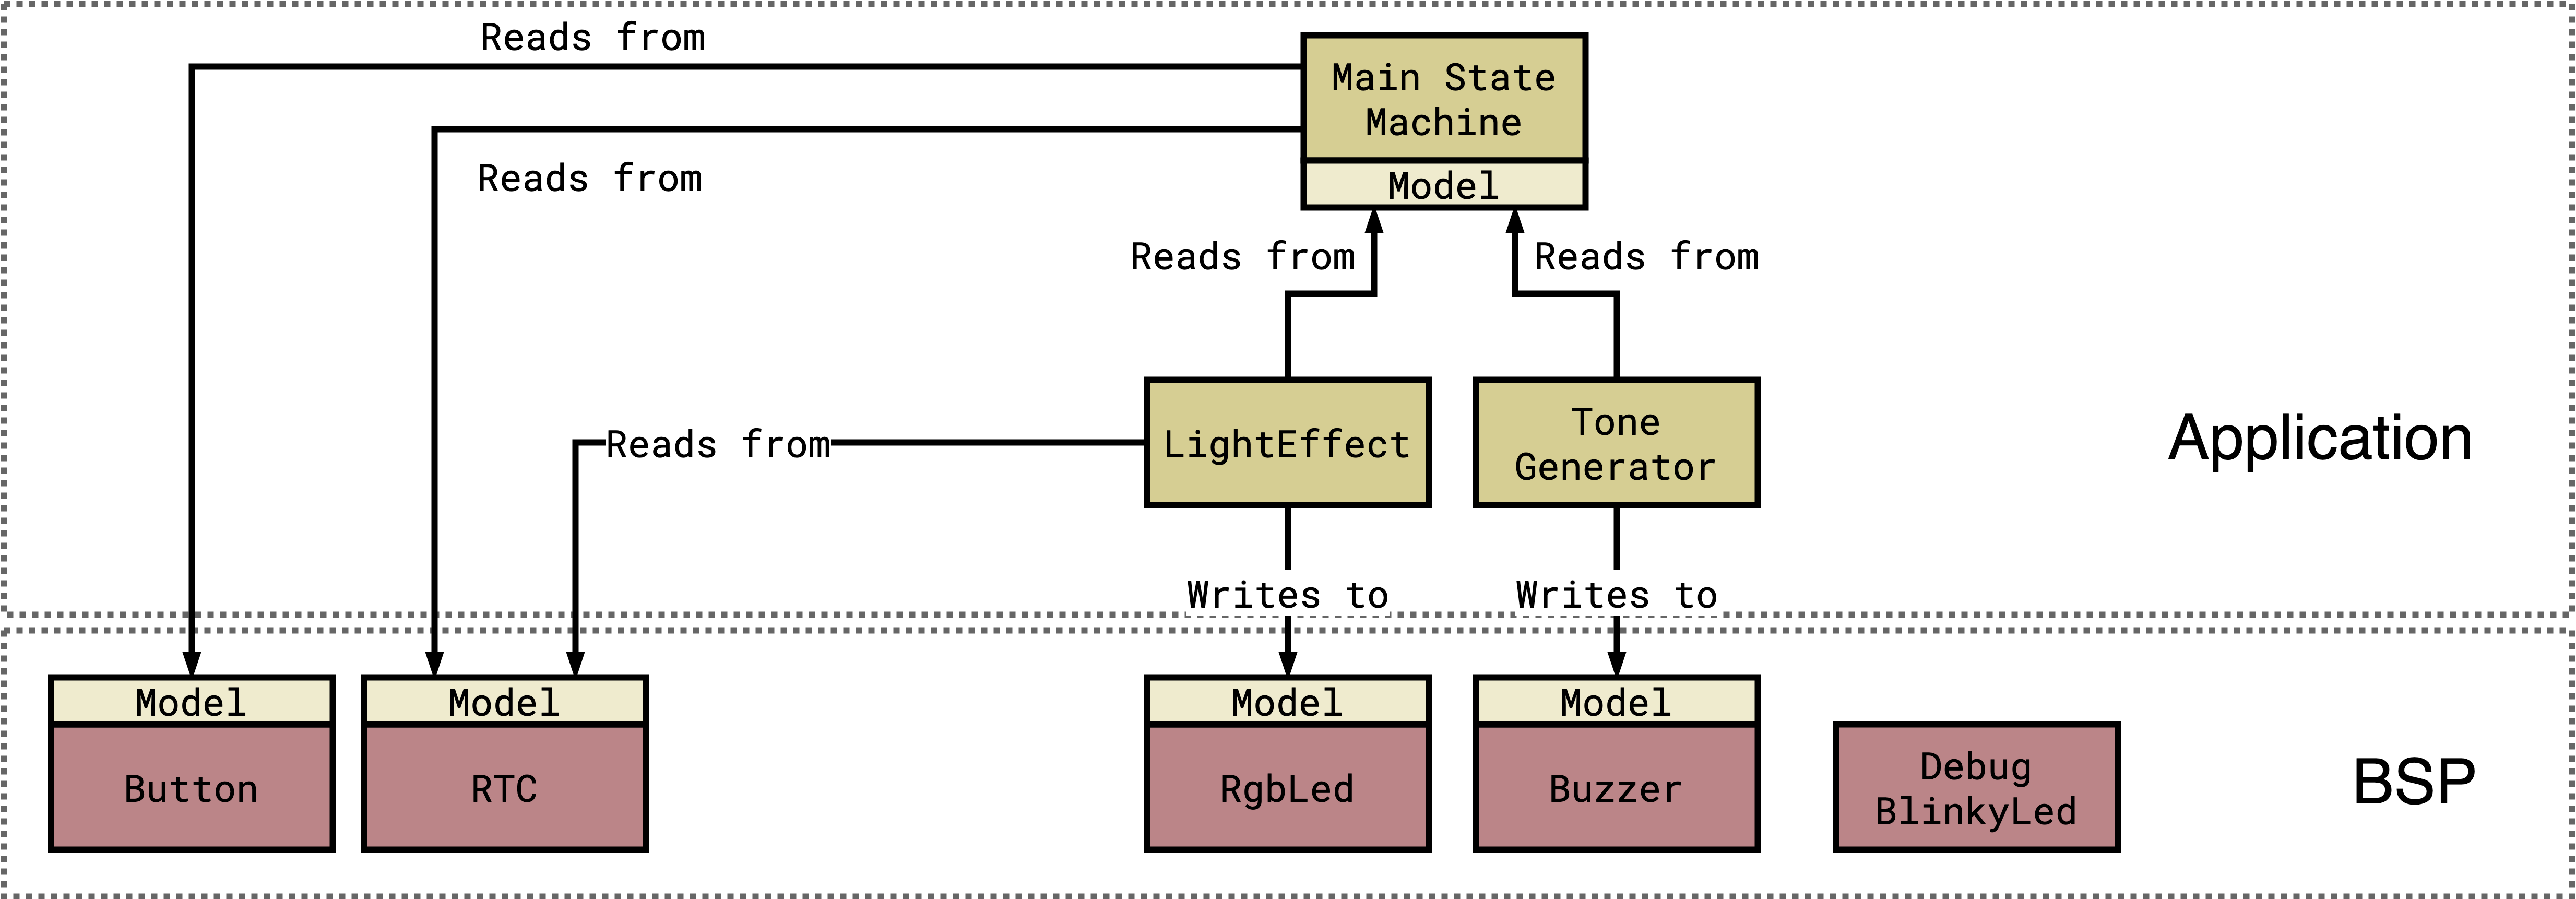 Reads from
Main State
Machine
Model
Reads from
Reads from
Reads from
LightEffect
Tone
Generator
Reads from
Application
Writes to
Writes to
Model
Button
Model
RTC
Model
RgbLed
Model
Buzzer
Debug
BlinkyLed
BSP